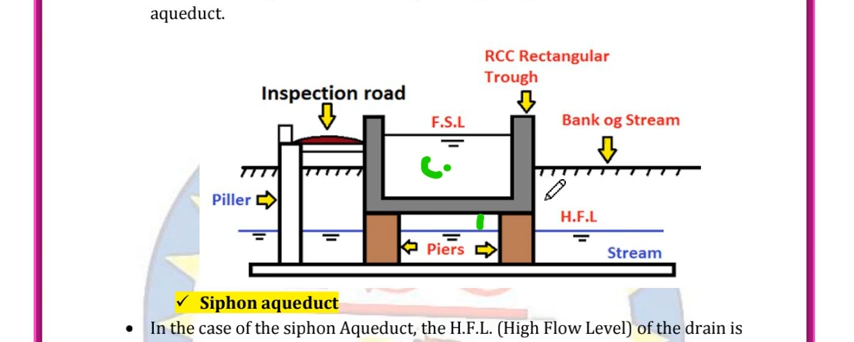 aqueduct.
RCC Rectangular
Trough
Inspection road
F.S.L
Bank og Stream
C.
Piller
H.F.L
Piers
Stream
✓ Siphon aqueduct
• In the case of the siphon Aqueduct, the H.F.L. (High Flow Level) of the drain is